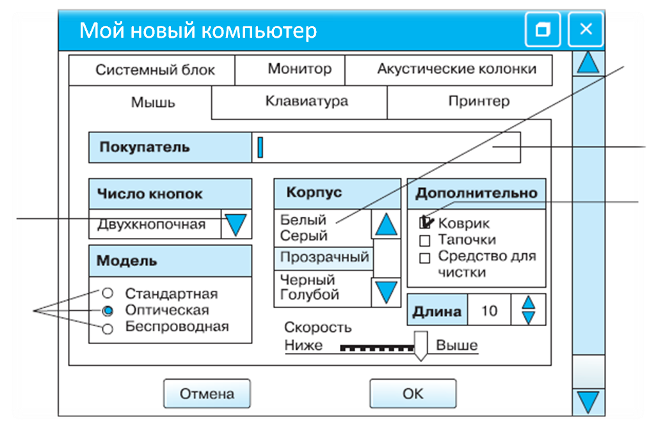 Мой новый компьютер
Системный блок Монитор Акустические колонки
Мышь Клавиатура Принтер
Покупатель
Число кнопок
Двухкнопочная
Модель
Стандартная
Оптическая
Беспроводная
Корпус
Белый
Серый
Прозрачный
Черный
Голубой
Дополнительно
Коврик
Тапочки
Средство для
чистки
Длина 10
Скорость
Ниже Выше
Отмена ОК